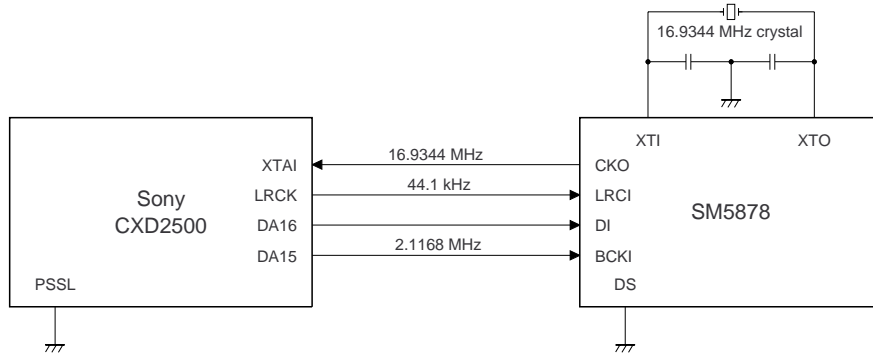 16.9344 MHz crystal
XTI
XTO
XTAI
16.9344 MHz
CKO
Sony
CXD2500
LRCK
44.1 kHz
LRCI
SM5878
DA16
DI
DA15
2.1168 MHz
BCKI
PSSL
DS